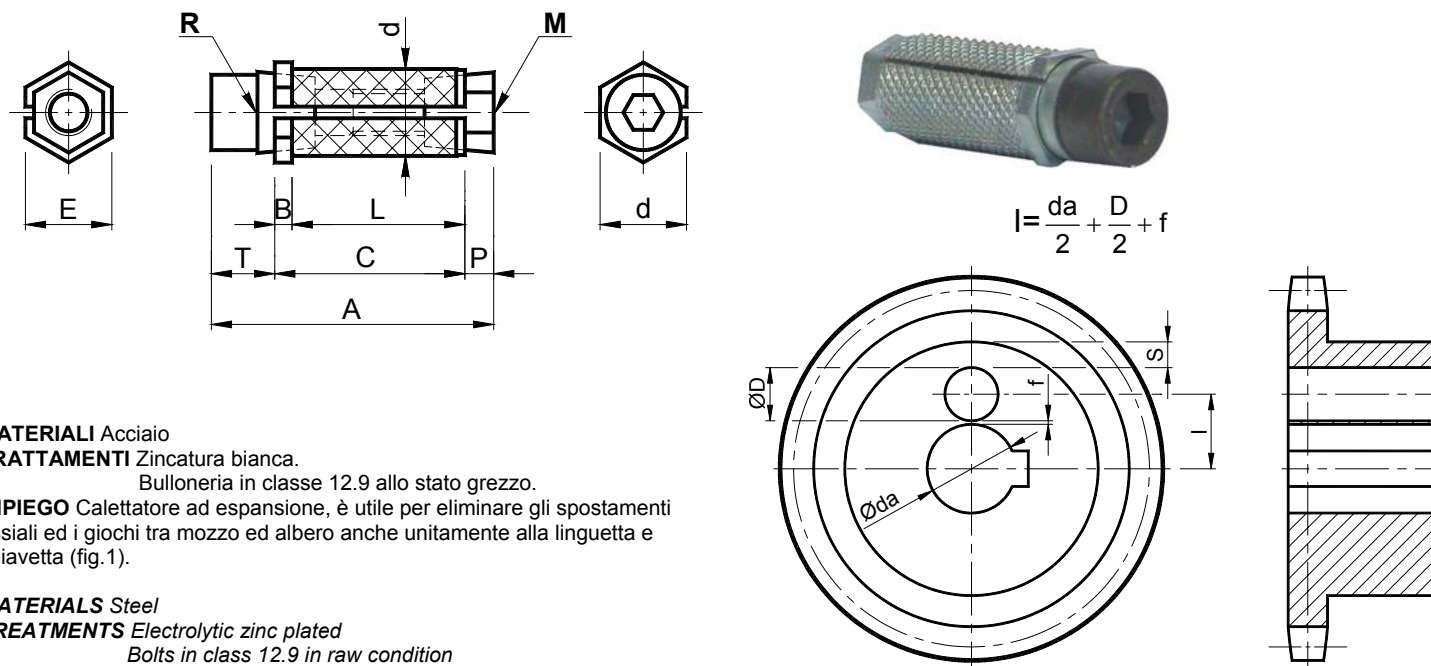 R
d
M
E
B
L
d
T
C
P
A
I= da/2 + D/2 + f
S
ØD
f
I
Øda
ATERIALI Acciaio
RATTAMENTI Zincatura bianca.
Bulloneria in classe 12.9 allo stato grezzo.
PIEGO Calettatore ad espansione, è utile per eliminare gli spostamenti
ssiali ed i giochi tra mozzo ed albero anche unitamente alla linguetta e
iavetta (fig.1).
ATERIALS Steel
REATMENTS Electrolytic zinc plated
Bolts in class 12.9 in raw condition